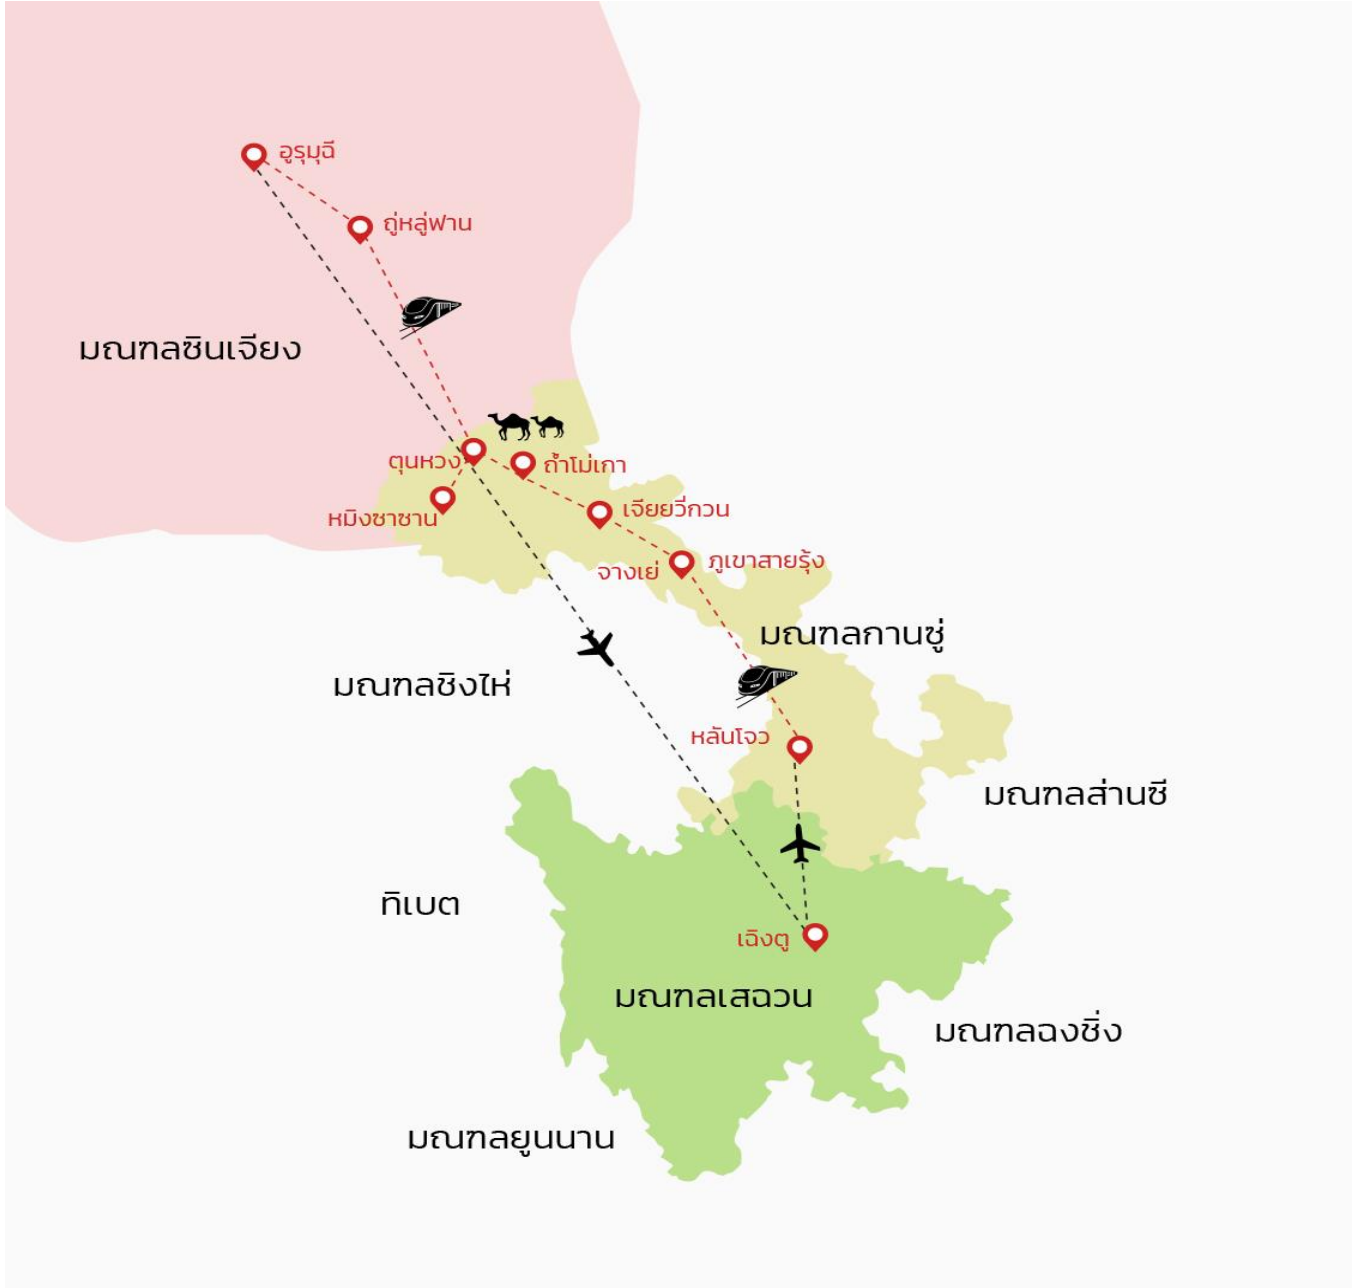 อูรุมุฉี
ถู่หลู่ฟาน
มณฑลซินเจียง
ตุนหวง
ถ้ำโม่เกา
หมิงซาซาน
เจียยวี่กวน
จางเย่
ภูเขาสายรุ้ง
มณฑลกานซู่
มณฑลชิงไห่
หลันโจว
มณฑลส่านซี
ทิเบต
เฉิงตู
มณฑลเสฉวน
มณฑลฉงชิ่ง
มณฑลยูนนาน